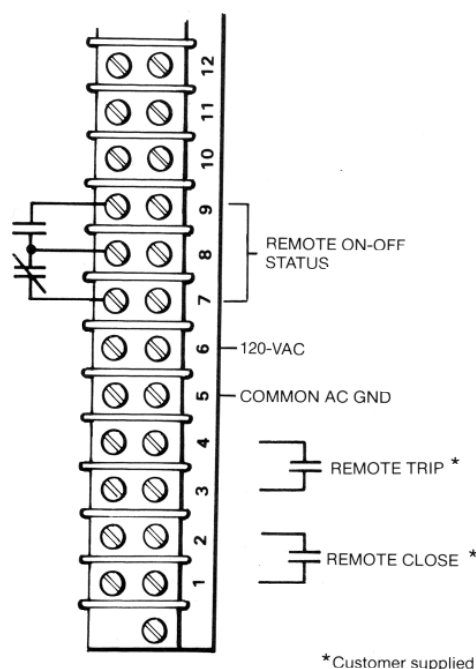 12
11
10
9
8
7
6
5
4
3
2
1
REMOTE ON-OFF
STATUS
120-VAC
COMMON AC GND
REMOTE TRIP *
REMOTE CLOSE *
*Customer supplied